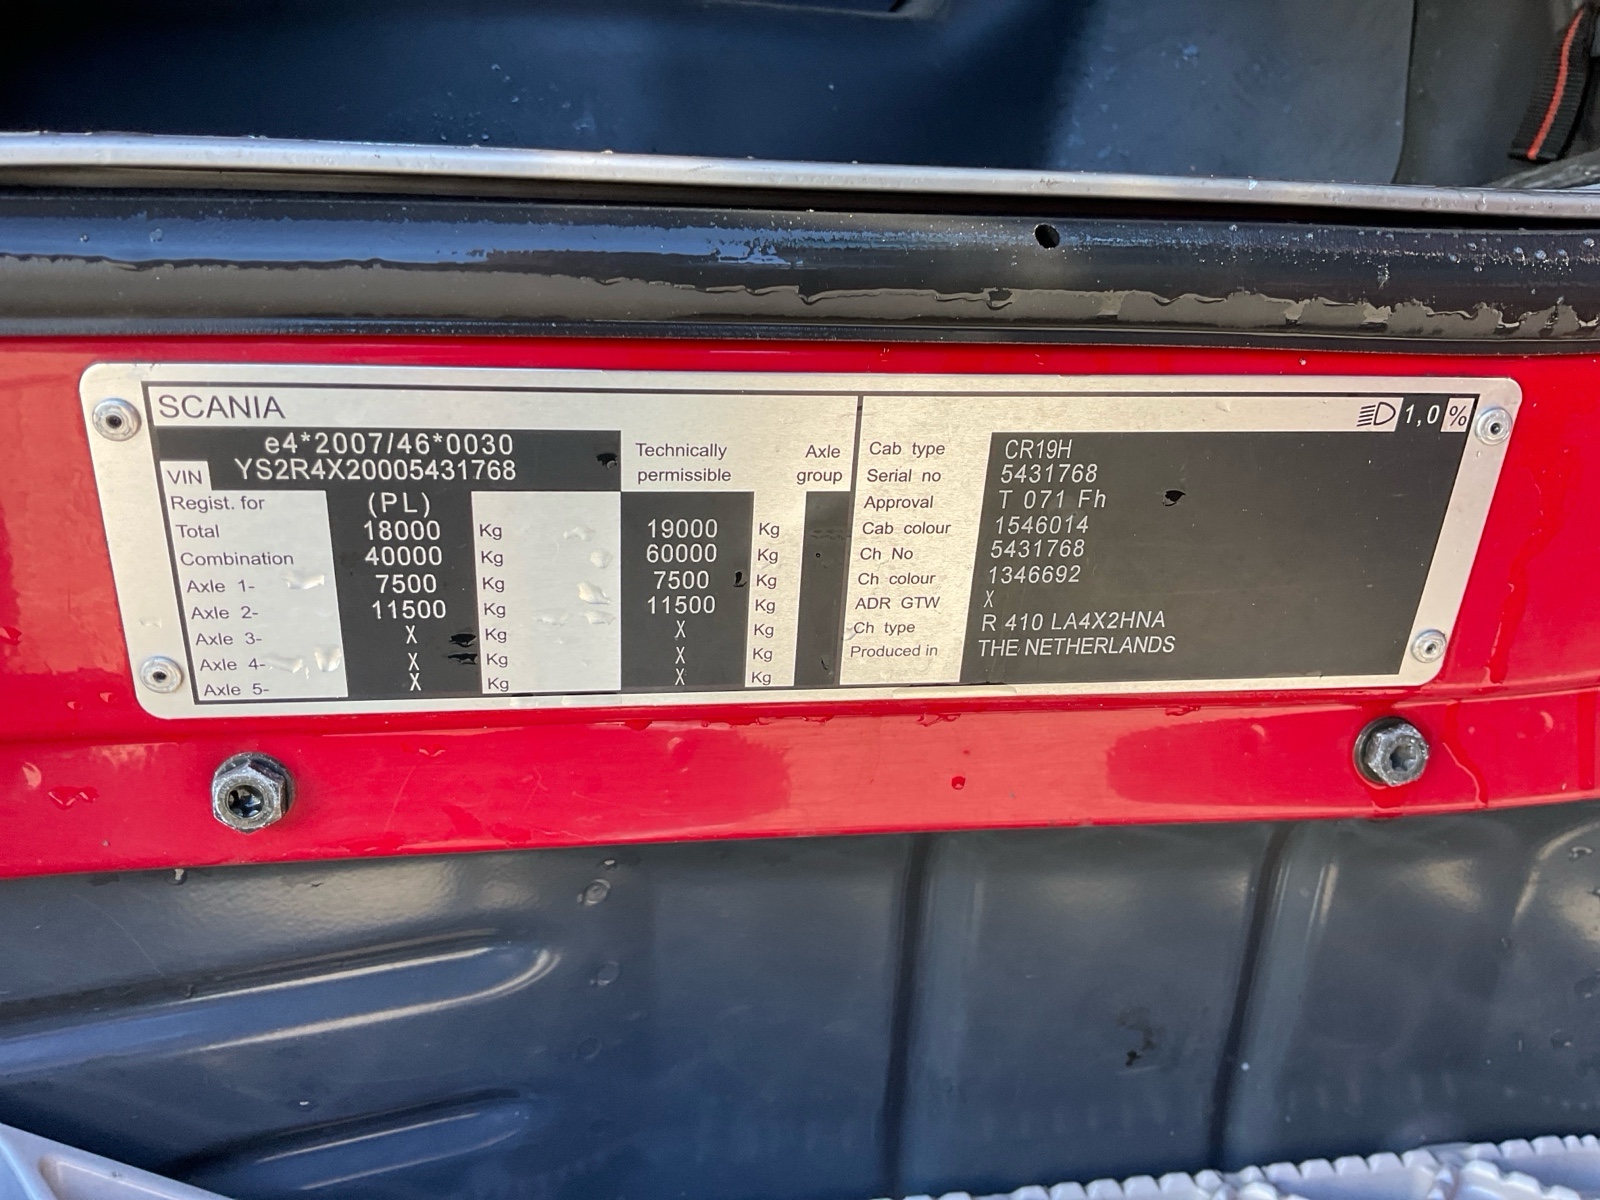 SCANIA
1,0 %
e4*2007/46*0030
VIN YS2R4X20005431768
Technically permissible
Axle group
Regist. for (PL)
Total 18000 Kg 19000 Kg
Combination 40000 Kg 60000 Kg
Axle 1- 7500 Kg 7500 Kg
Axle 2- 11500 Kg 11500 Kg
Axle 3- X Kg X Kg
Axle 4- X Kg X Kg
Axle 5- X Kg X Kg
Cab type CR19H
Serial no 5431768
Approval T 071 Fh
Cab colour 1546014
Ch No 5431768
Ch colour 1346692
ADR GTW X
Ch type R 410 LA4X2HNA
Produced in THE NETHERLANDS